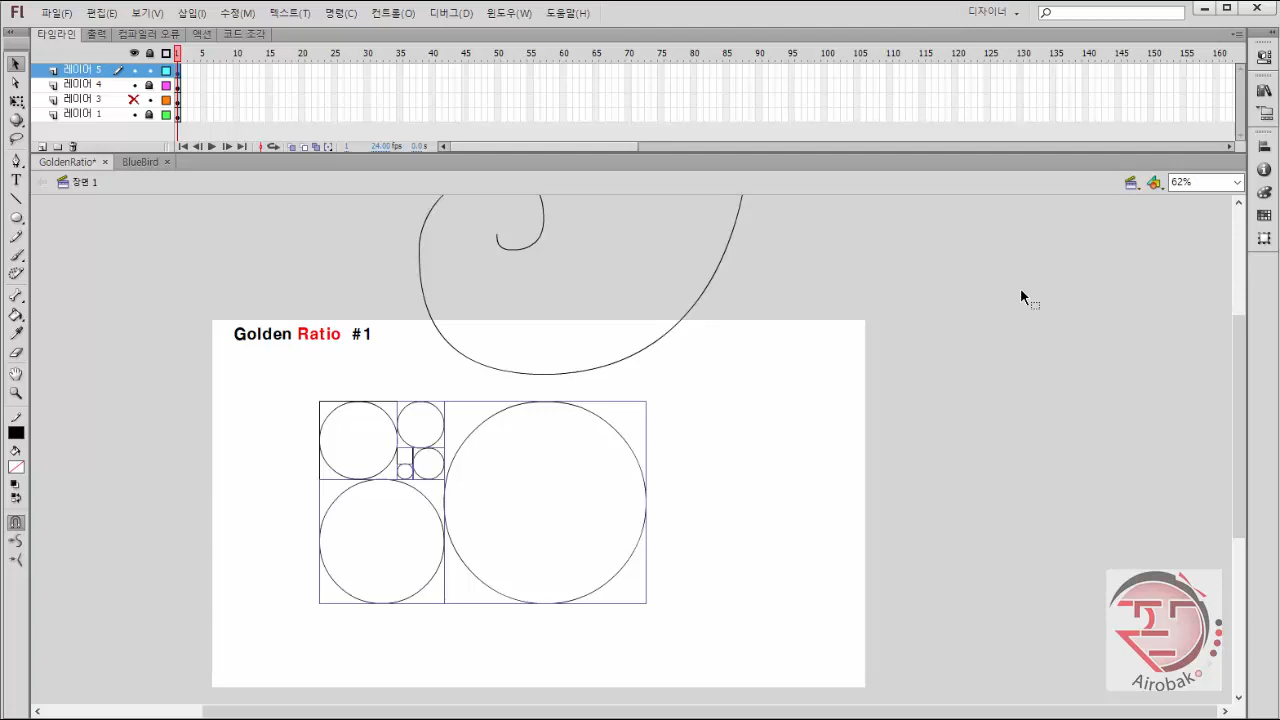 Fl 파일(F) 편집(E) 보기(V) 삽입(I) 수정(M) 텍스트(T) 명령(C) 컨트롤(O) 디버그(D) 윈도우(W) 도움말(H) 디자이너
타임라인 출력 컴파일러 오류 액션 코드 조각
1 5 10 15 20 25 30 35 40 45 50 55 60 65 70 75 80 85 90 95 100 105 110 115 120 125 130 135 140 145 150 155 160
레이어 5
레이어 4
레이어 3
레이어 1
1 24.00 fps 0.0 s
GoldenRatio* × BlueBird ×
장면 1 62%
T
Golden Ratio #1
Airobak